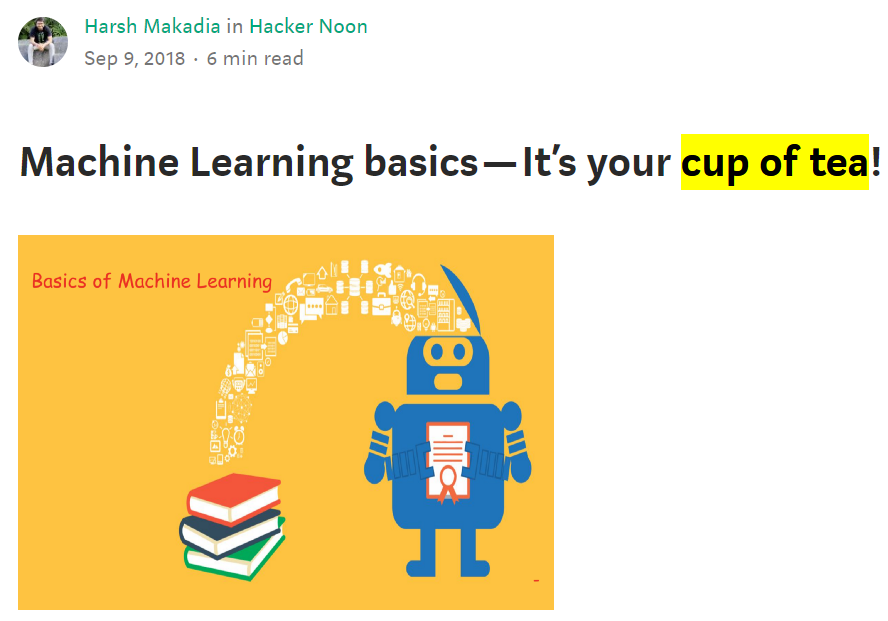 Harsh Makadia in Hacker Noon
Sep 9, 2018 · 6 min read
Machine Learning basics — It’s your cup of tea!
Basics of Machine Learning